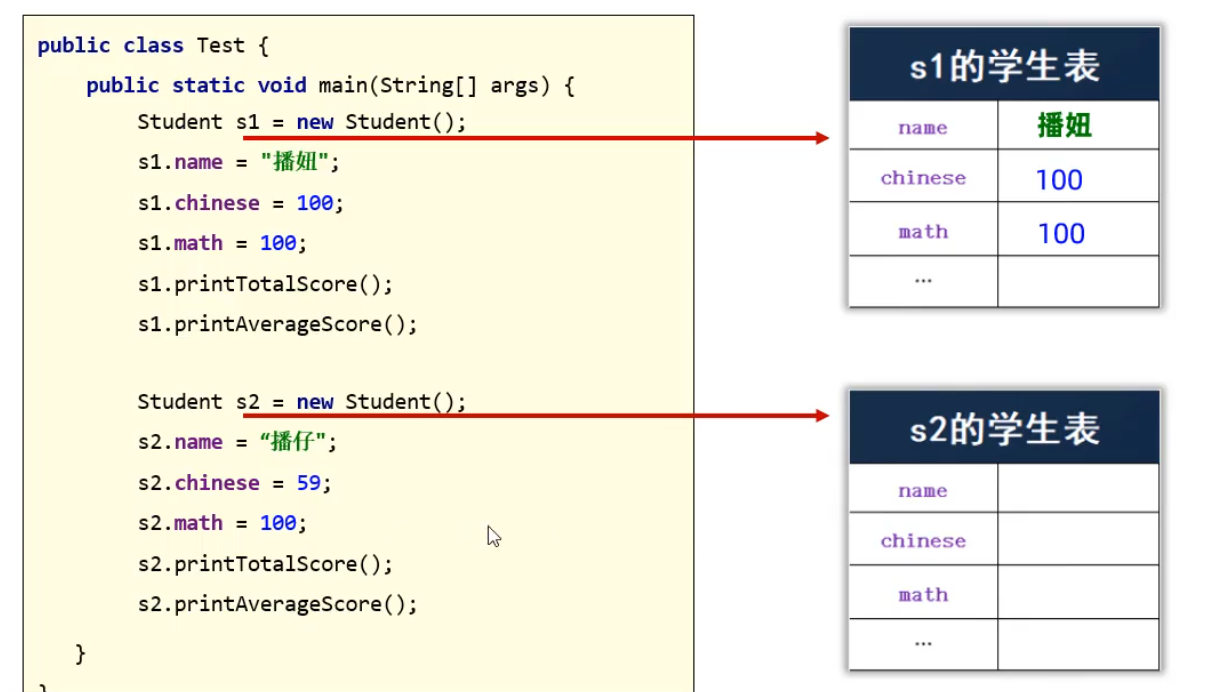 public class Test {
public static void main(String[] args) {
Student s1 = new Student();
s1.name = "播妞";
s1.chinese = 100;
s1.math = 100;
s1.printTotalScore();
s1.printAverageScore();
Student s2 = new Student();
s2.name = “播仔";
s2.chinese = 59;
s2.math = 100;
s2.printTotalScore();
s2.printAverageScore();
}
}
s1的学生表
name 播妞
chinese 100
math 100
...
s2的学生表
name
chinese
math
...